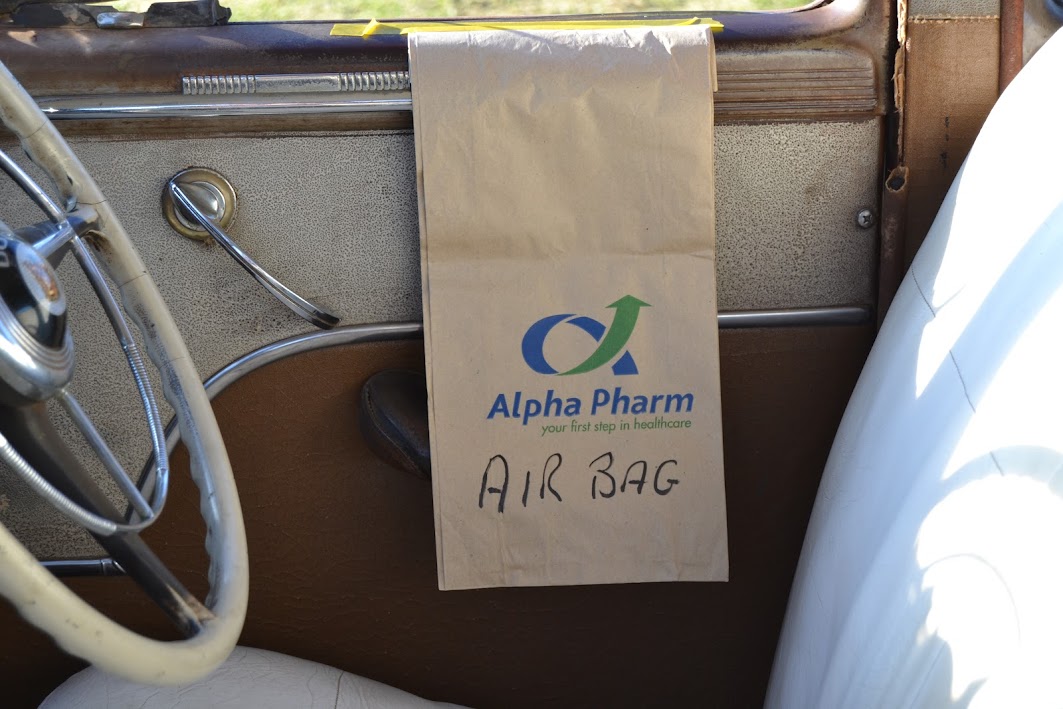 Alpha Pharm
your first step in healthcare
AIR BAG